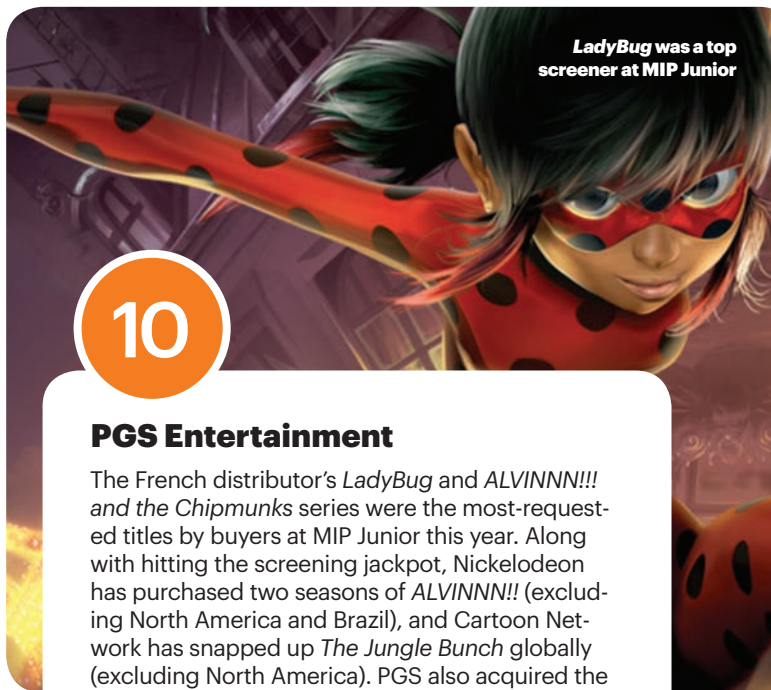 LadyBug was a top
screener at MIP Junior
10
PGS Entertainment
The French distributor's LadyBug and ALVINNN!!!
and the Chipmunks series were the most-request-
ed titles by buyers at MIP Junior this year. Along
with hitting the screening jackpot, Nickelodeon
has purchased two seasons of ALVINNN!! (exclud-
ing North America and Brazil), and Cartoon Net-
work has snapped up The Jungle Bunch globally
(excluding North America). PGS also acquired the